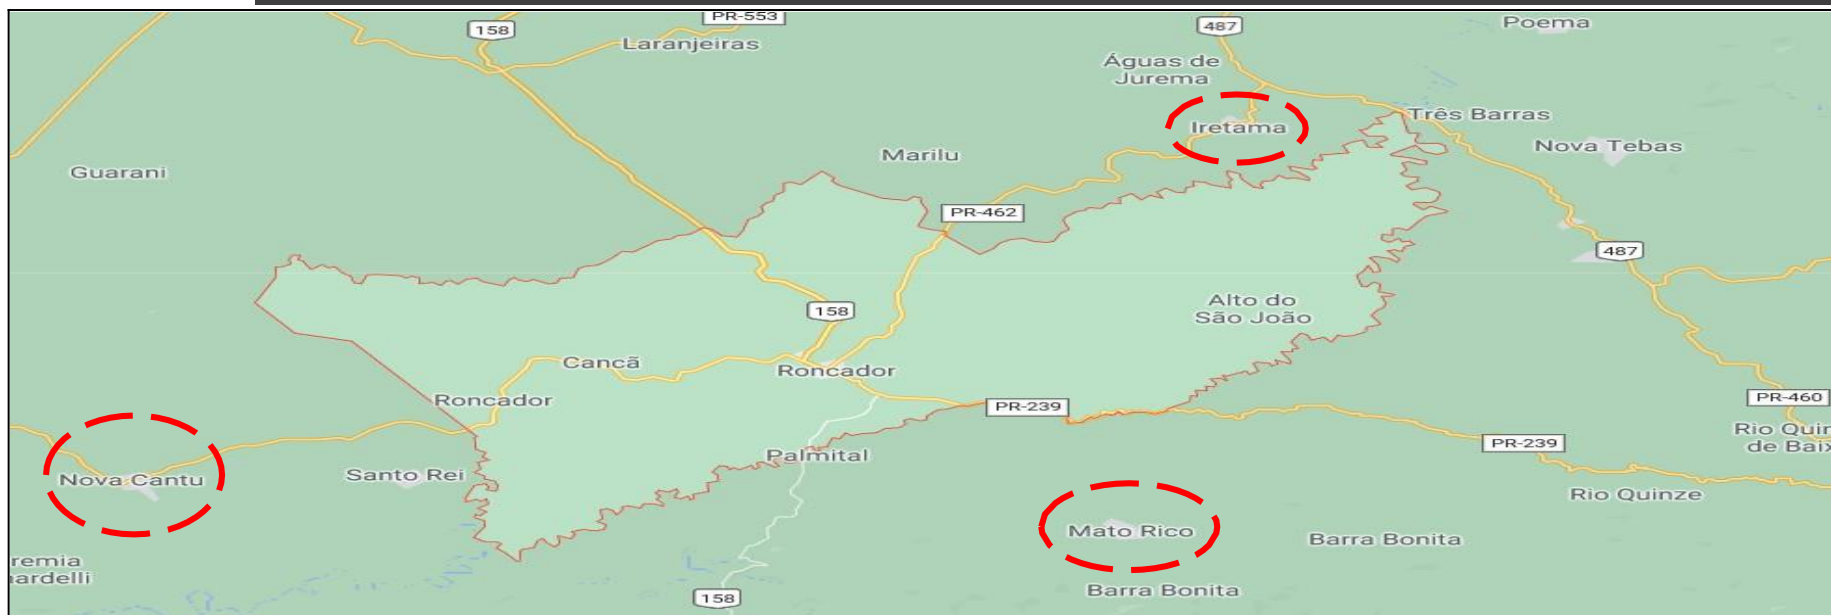 PR-553
158
487
Poema
Laranjeiras
Águas de
Jurema
Iretama
Três Barras
Nova Tebas
Marilu
Guarani
PR-462
487
Alto do
São João
158
Cancã
Roncador
Roncador
PR-239
PR-460
Rio Quin
de Baix
PR-239
Palmital
Nova Cantu
Santo Rei
Rio Quinze
Mato Rico
Barra Bonita
remia
nardelli
158
Barra Bonita